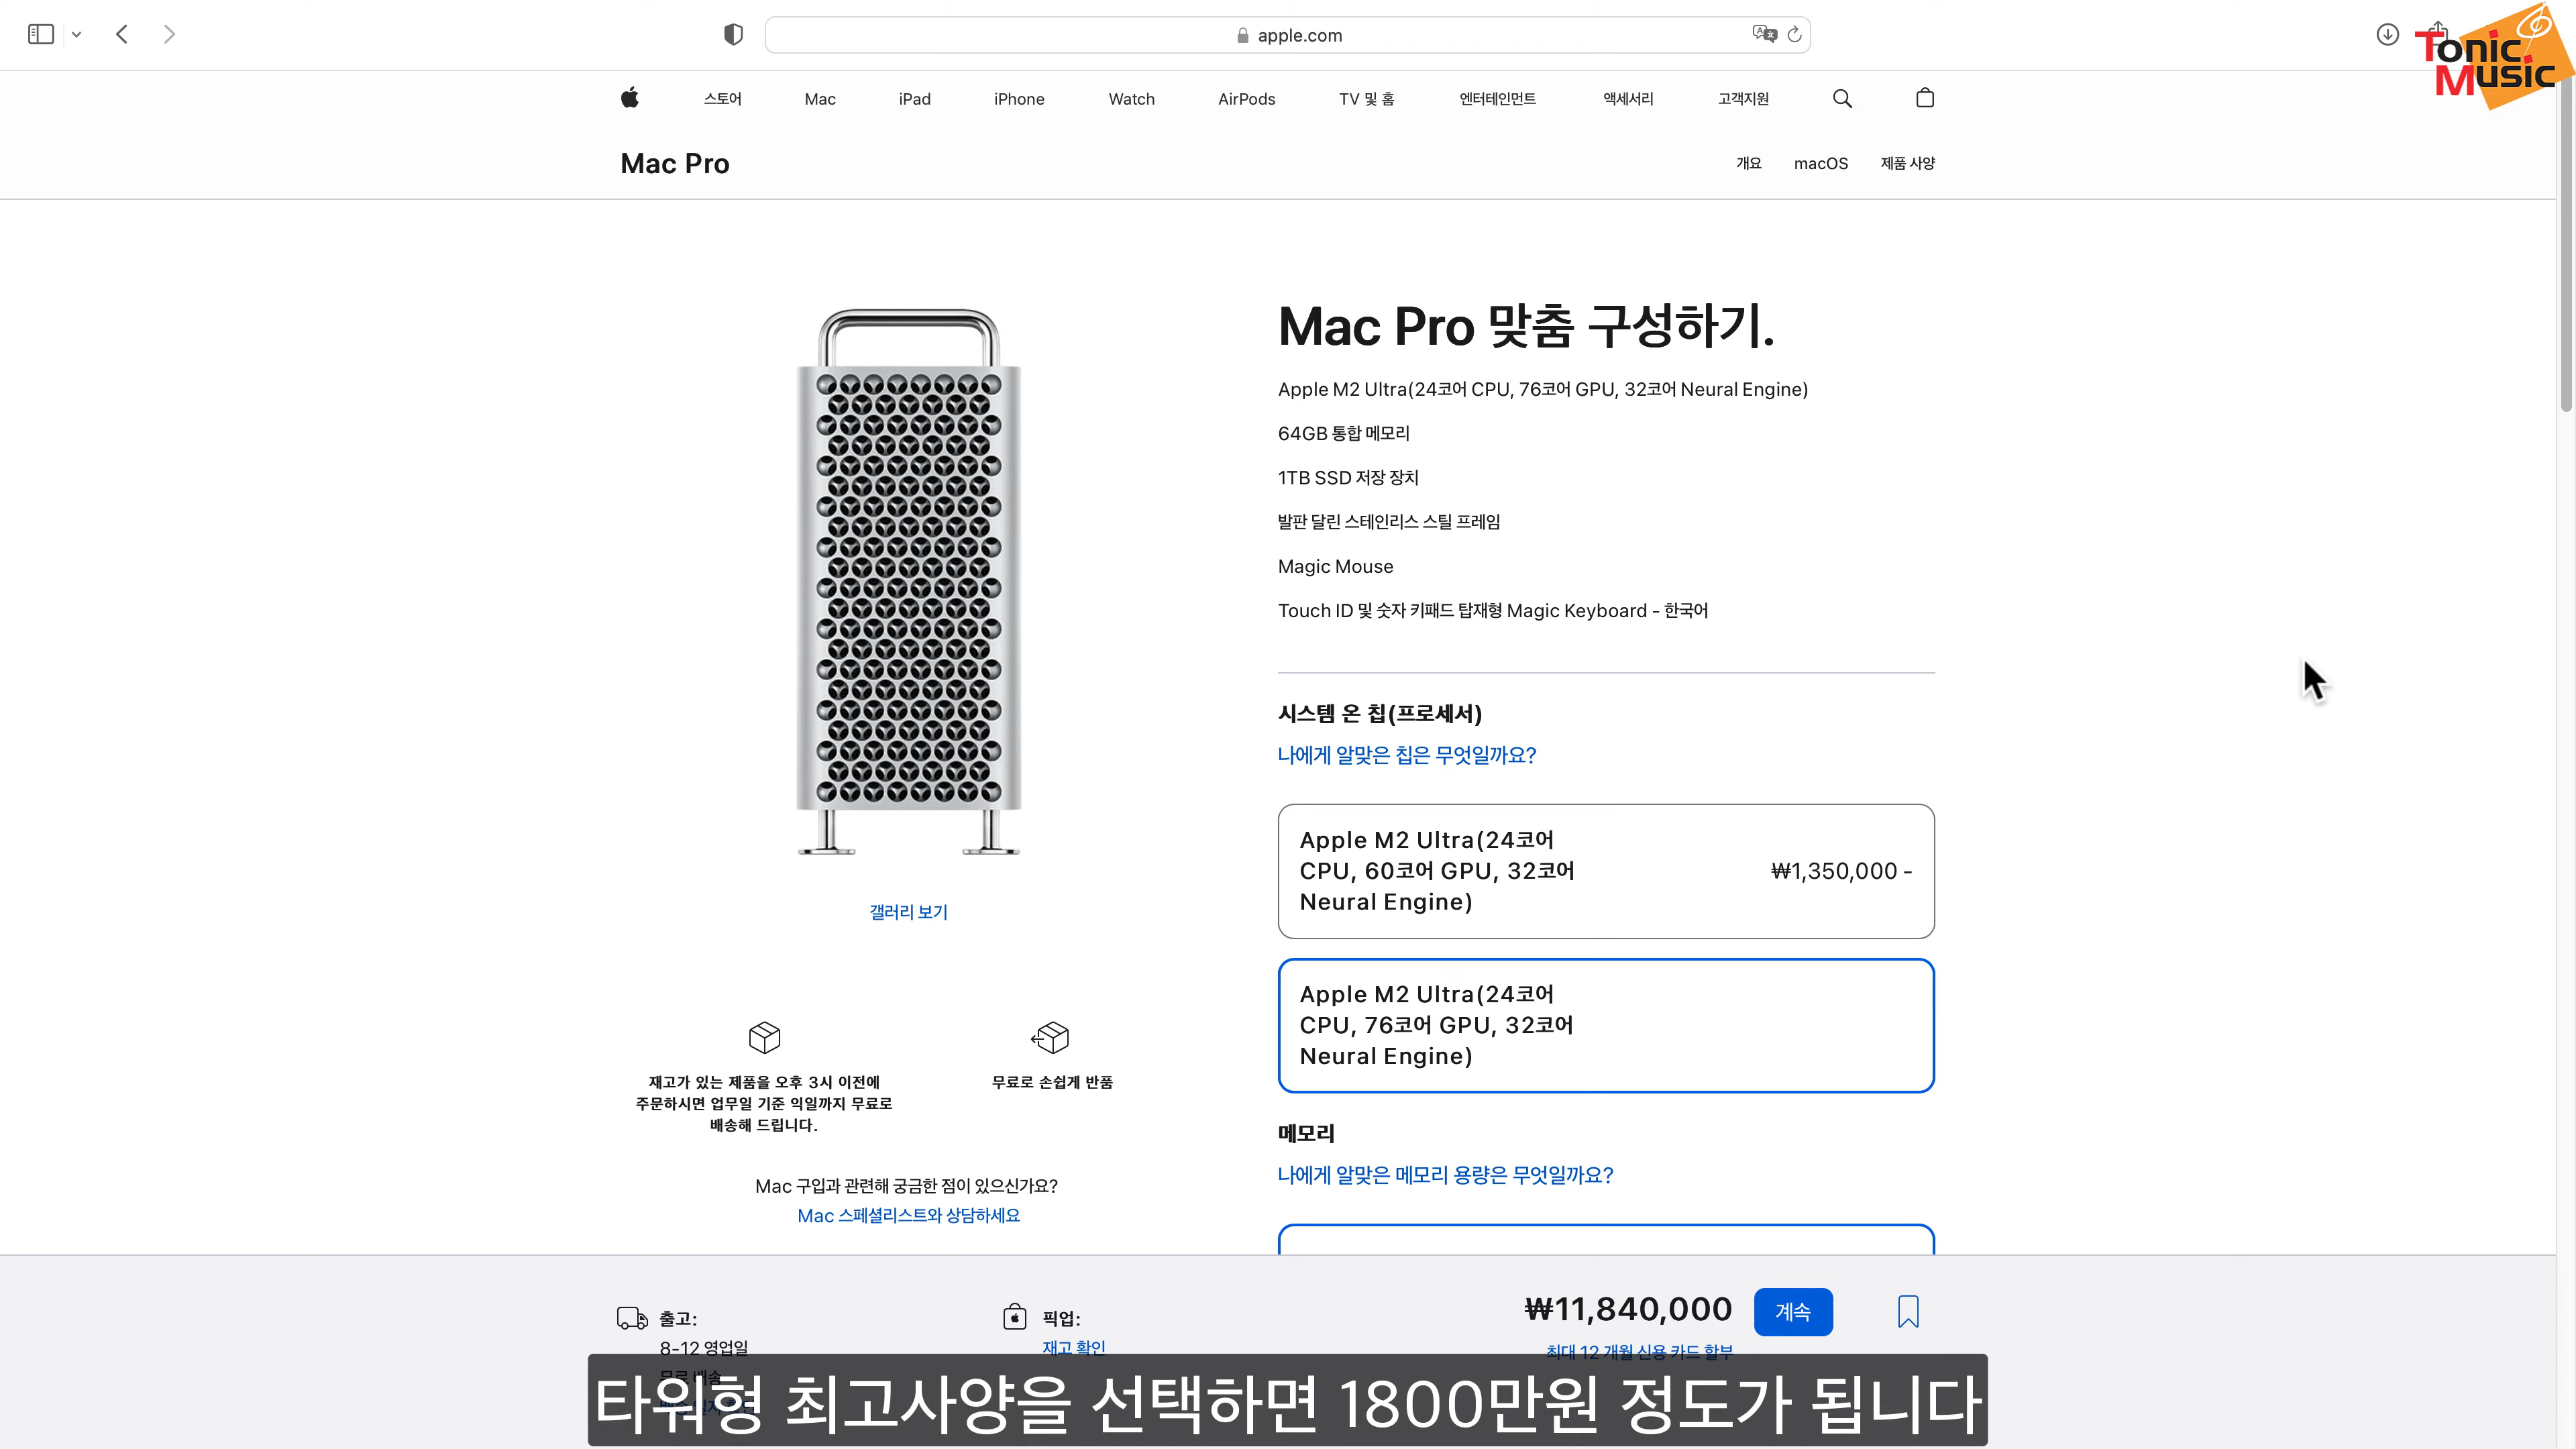 apple.com
Tonic
Music
스토어 Mac iPad iPhone Watch AirPods TV 및 홈 엔터테인먼트 액세서리 고객지원
Mac Pro
개요 macOS 제품 사양
Mac Pro 맞춤 구성하기.
Apple M2 Ultra(24코어 CPU, 76코어 GPU, 32코어 Neural Engine)
64GB 통합 메모리
1TB SSD 저장 장치
발판 달린 스테인리스 스틸 프레임
Magic Mouse
Touch ID 및 숫자 키패드 탑재형 Magic Keyboard - 한국어
시스템 온 칩(프로세서)
나에게 알맞은 칩은 무엇일까요?
Apple M2 Ultra(24코어
CPU, 60코어 GPU, 32코어
Neural Engine)
₩1,350,000 -
Apple M2 Ultra(24코어
CPU, 76코어 GPU, 32코어
Neural Engine)
메모리
나에게 알맞은 메모리 용량은 무엇일까요?
갤러리 보기
재고가 있는 제품을 오후 3시 이전에
주문하시면 업무일 기준 익일까지 무료로
배송해 드립니다.
무료로 손쉽게 반품
Mac 구입과 관련해 궁금한 점이 있으신가요?
Mac 스페셜리스트와 상담하세요
출고:
8-12 영업일
무료 배송
픽업:
재고 확인
₩11,840,000
계속
최대 12 개월 신용 카드 할부
타워형 최고사양을 선택하면 1800만원 정도가 됩니다